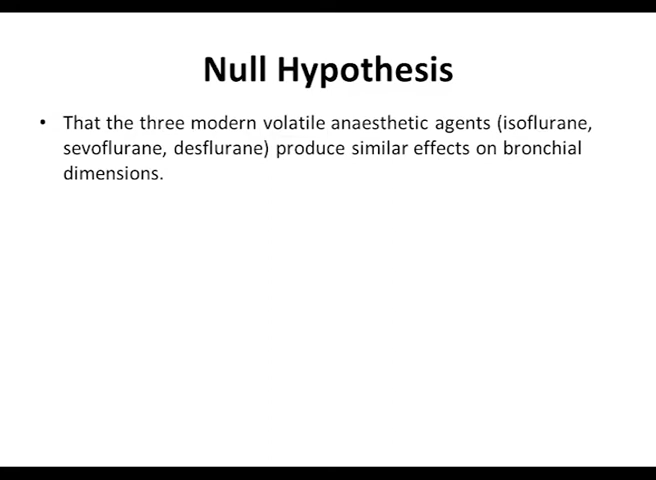 Null Hypothesis
• That the three modern volatile anaesthetic agents (isoflurane,
sevoflurane, desflurane) produce similar effects on bronchial
dimensions.